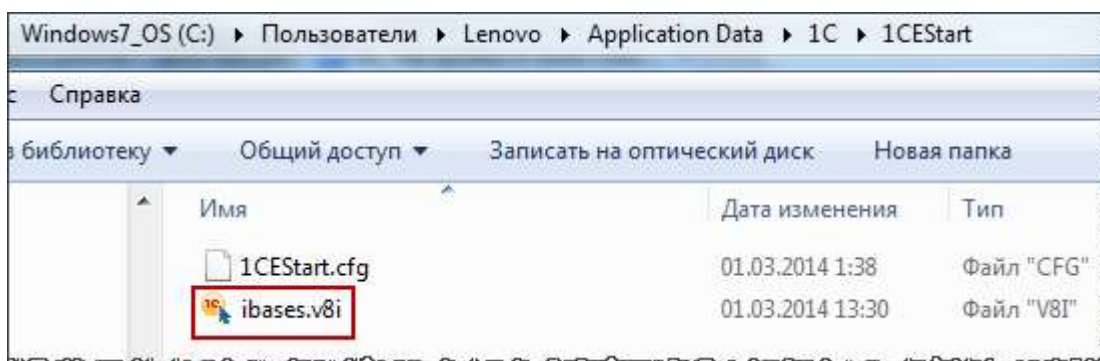 Windows7_OS (C:) ▸ Пользователи ▸ Lenovo ▸ Application Data ▸ 1C ▸ 1CEStart
Справка
библиотеку Общий доступ Записать на оптический диск Новая папка
Имя Дата изменения Тип
1CEStart.cfg 01.03.2014 1:38 Файл "CFG"
ibases.v8i 01.03.2014 13:30 Файл "V8I"